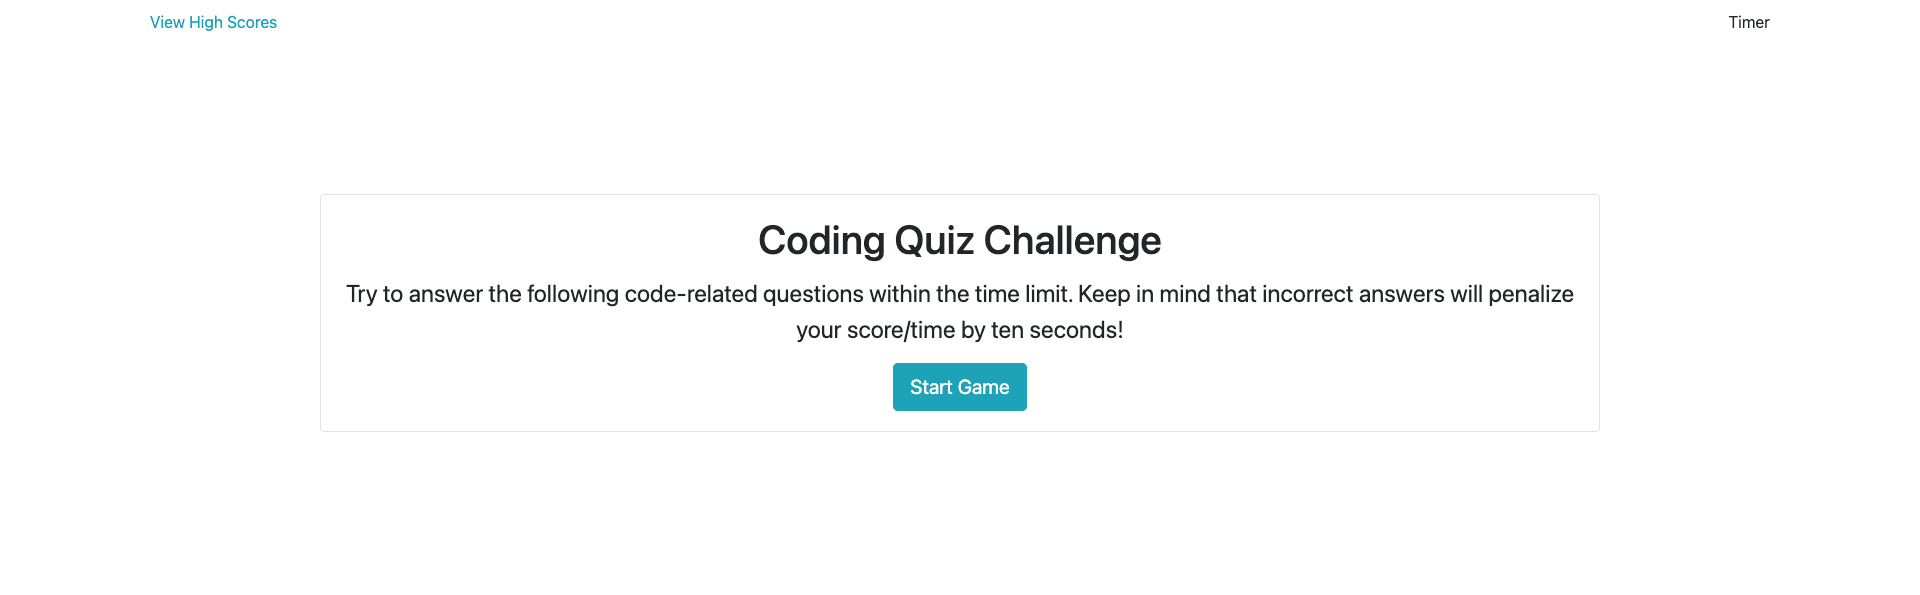 View High Scores
Timer
Coding Quiz Challenge
Try to answer the following code-related questions within the time limit. Keep in mind that incorrect answers will penalize
your score/time by ten seconds!
Start Game